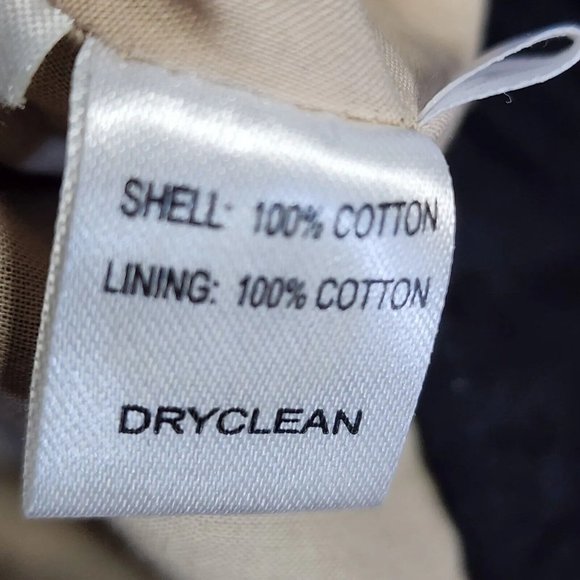 SHELL: 100% COTTON
LINING: 100% COTTON
DRYCLEAN